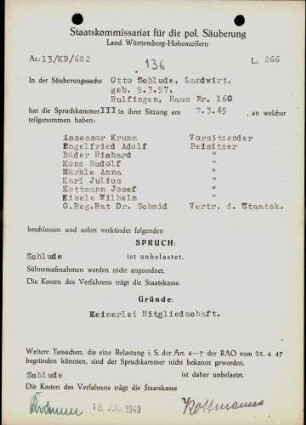 Staatskommissariat für die pol. Säuberung
Land Württemberg-Hohenzollern
Az: 13/KB/682
L: 266
136
In der Säuberungssache Otto Schlude, Landwirt.
geb. 9.3.97.
Rulfingen, Haus Nr. 160
hat die Spruchkammer III in ihrer Sitzung am 7.3.49 , an welcher
teilgenommen haben:
Assessor Krumm Vorsitzender
Engelfried Adolf Beisitzer
Bäder Richard "
Kons Rudolf "
Märkle Anna "
Karl Julius "
Kottmann Josef "
Eisele Wilhelm "
O.Reg.Rat Dr. Schmid Vertr. d. Staatsk.
beschlossen und sofort verkündet folgenden
SPRUCH:
Schlude ist unbelastet.
Sühnemaßnahmen werden nicht angeordnet.
Die Kosten des Verfahrens trägt die Staatskasse.
Gründe:
Keinerlei Mitgliedschaft.
Weitere Tatsachen, die eine Belastung i. S. der Art. 4—7 der RAO vom 25. 4. 47
begründen können, sind der Spruchkammer nicht bekannt geworden.
Schlude ist daher unbelastet.
Die Kosten des Verfahrens trägt die Staatskasse
Krumm 1949 Kottmann